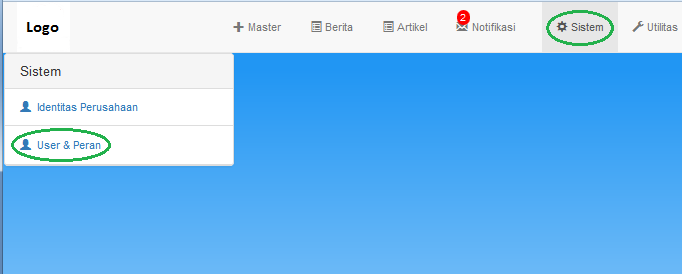 Logo
Master
Berita
Artikel
2
Notifikasi
Sistem
Utilitas
Sistem
Identitas Perusahaan
User & Peran